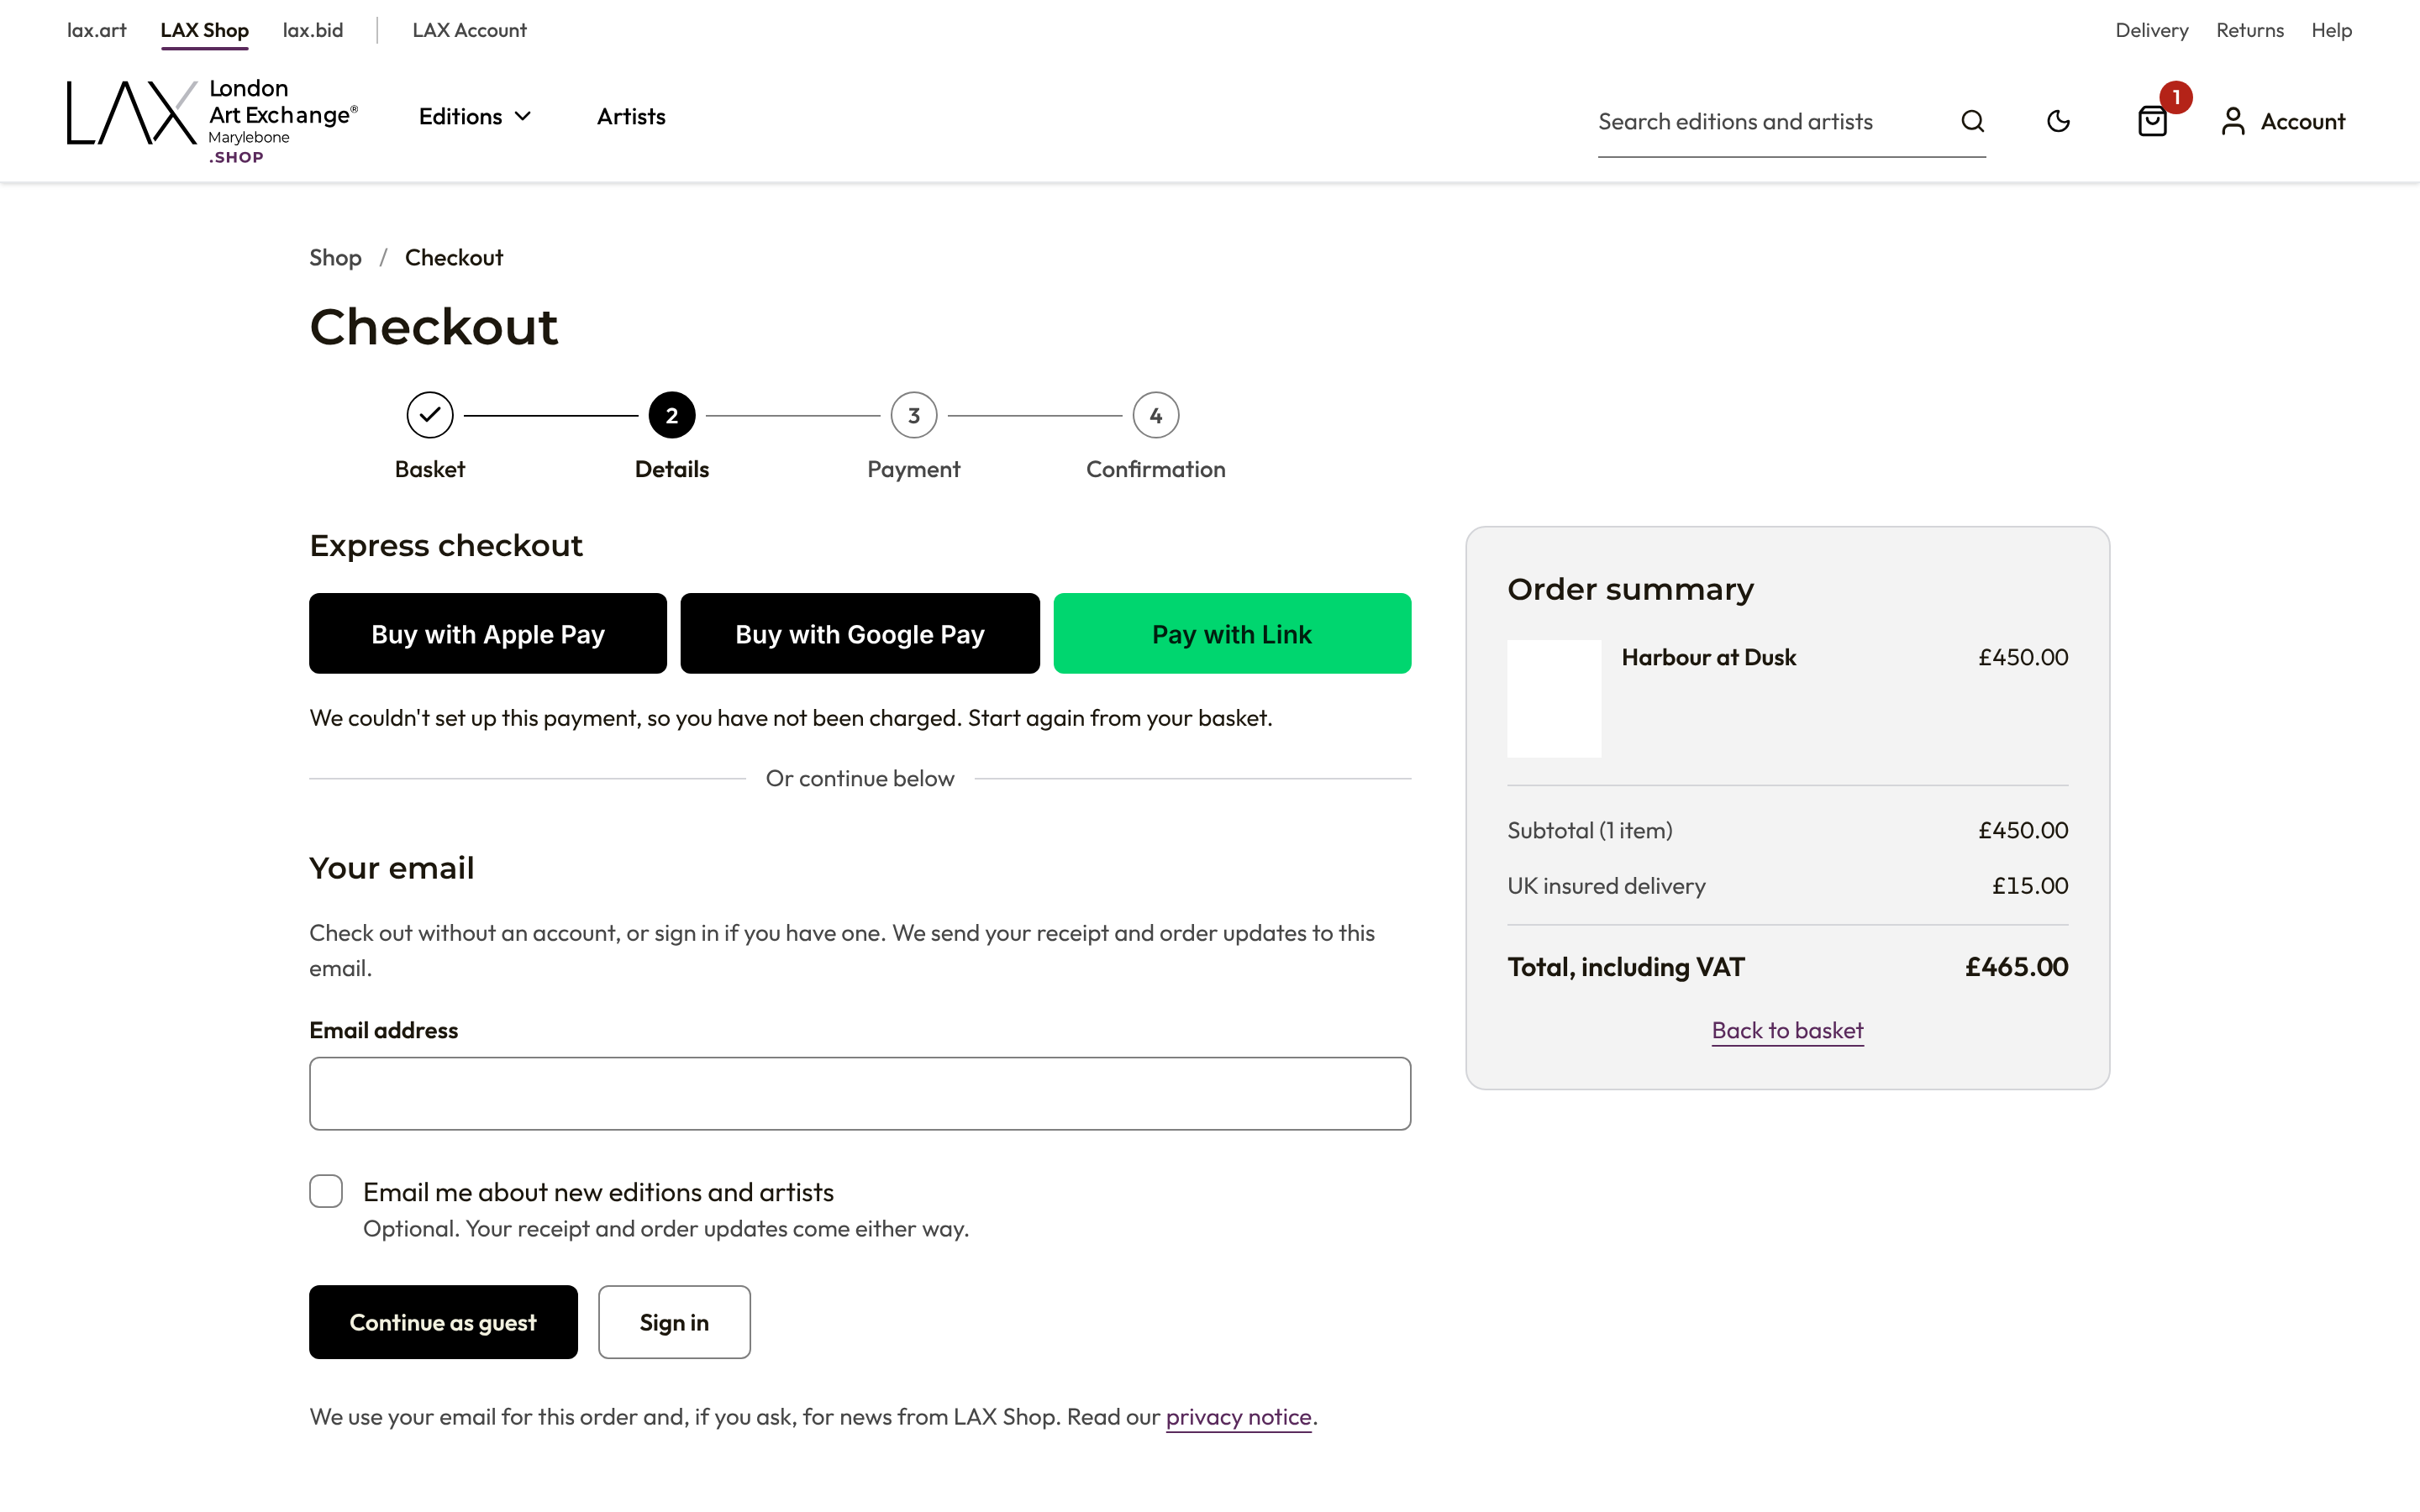 lax.art
LAX Shop
lax.bid
LAX Account
Delivery
Returns
Help
LAX
London
Art Exchange®
Marylebone
.SHOP
Editions
Artists
Search editions and artists
1
Account
Shop / Checkout
Checkout
2
3
4
Basket
Details
Payment
Confirmation
Express checkout
Buy with Apple Pay
Buy with Google Pay
Pay with Link
We couldn't set up this payment, so you have not been charged. Start again from your basket.
Or continue below
Your email
Check out without an account, or sign in if you have one. We send your receipt and order updates to this
email.
Email address
Email me about new editions and artists
Optional. Your receipt and order updates come either way.
Continue as guest
Sign in
We use your email for this order and, if you ask, for news from LAX Shop. Read our privacy notice.
Order summary
Harbour at Dusk £450.00
Subtotal (1 item) £450.00
UK insured delivery £15.00
Total, including VAT £465.00
Back to basket